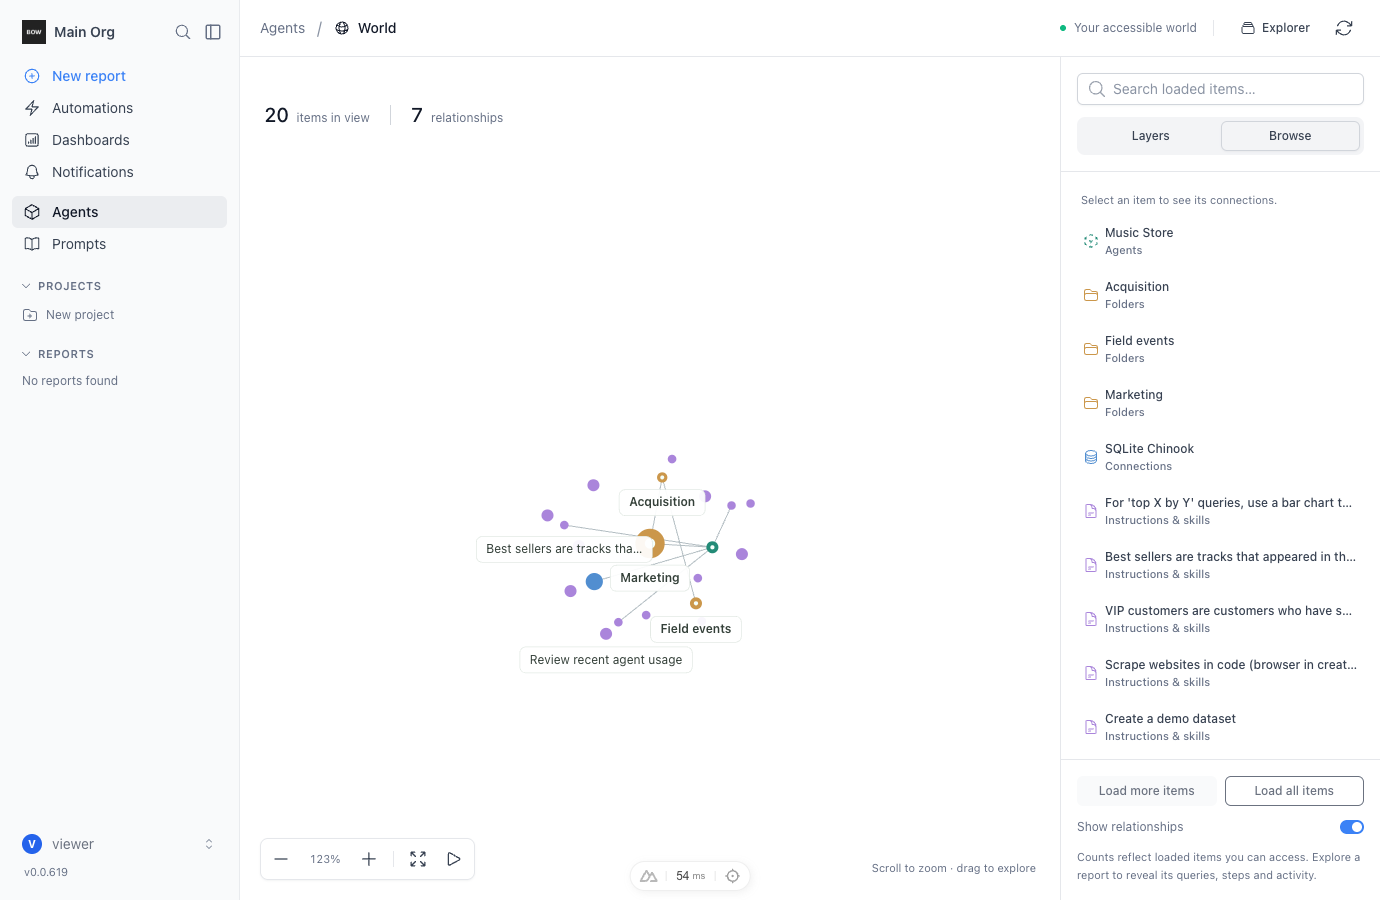 BOW Main Org
New report
Automations
Dashboards
Notifications
Agents
Prompts
PROJECTS
New project
REPORTS
No reports found
V viewer
v0.0.619
Agents / World
Your accessible world
Explorer
20 items in view
7 relationships
Acquisition
Best sellers are tracks tha...
Marketing
Field events
Review recent agent usage
123%
54 ms
Scroll to zoom · drag to explore
Search loaded items...
Layers
Browse
Select an item to see its connections.
Music Store
Agents
Acquisition
Folders
Field events
Folders
Marketing
Folders
SQLite Chinook
Connections
For 'top X by Y' queries, use a bar chart t...
Instructions & skills
Best sellers are tracks that appeared in th...
Instructions & skills
VIP customers are customers who have s...
Instructions & skills
Scrape websites in code (browser in creat...
Instructions & skills
Create a demo dataset
Instructions & skills
Load more items
Load all items
Show relationships
Counts reflect loaded items you can access. Explore a
report to reveal its queries, steps and activity.